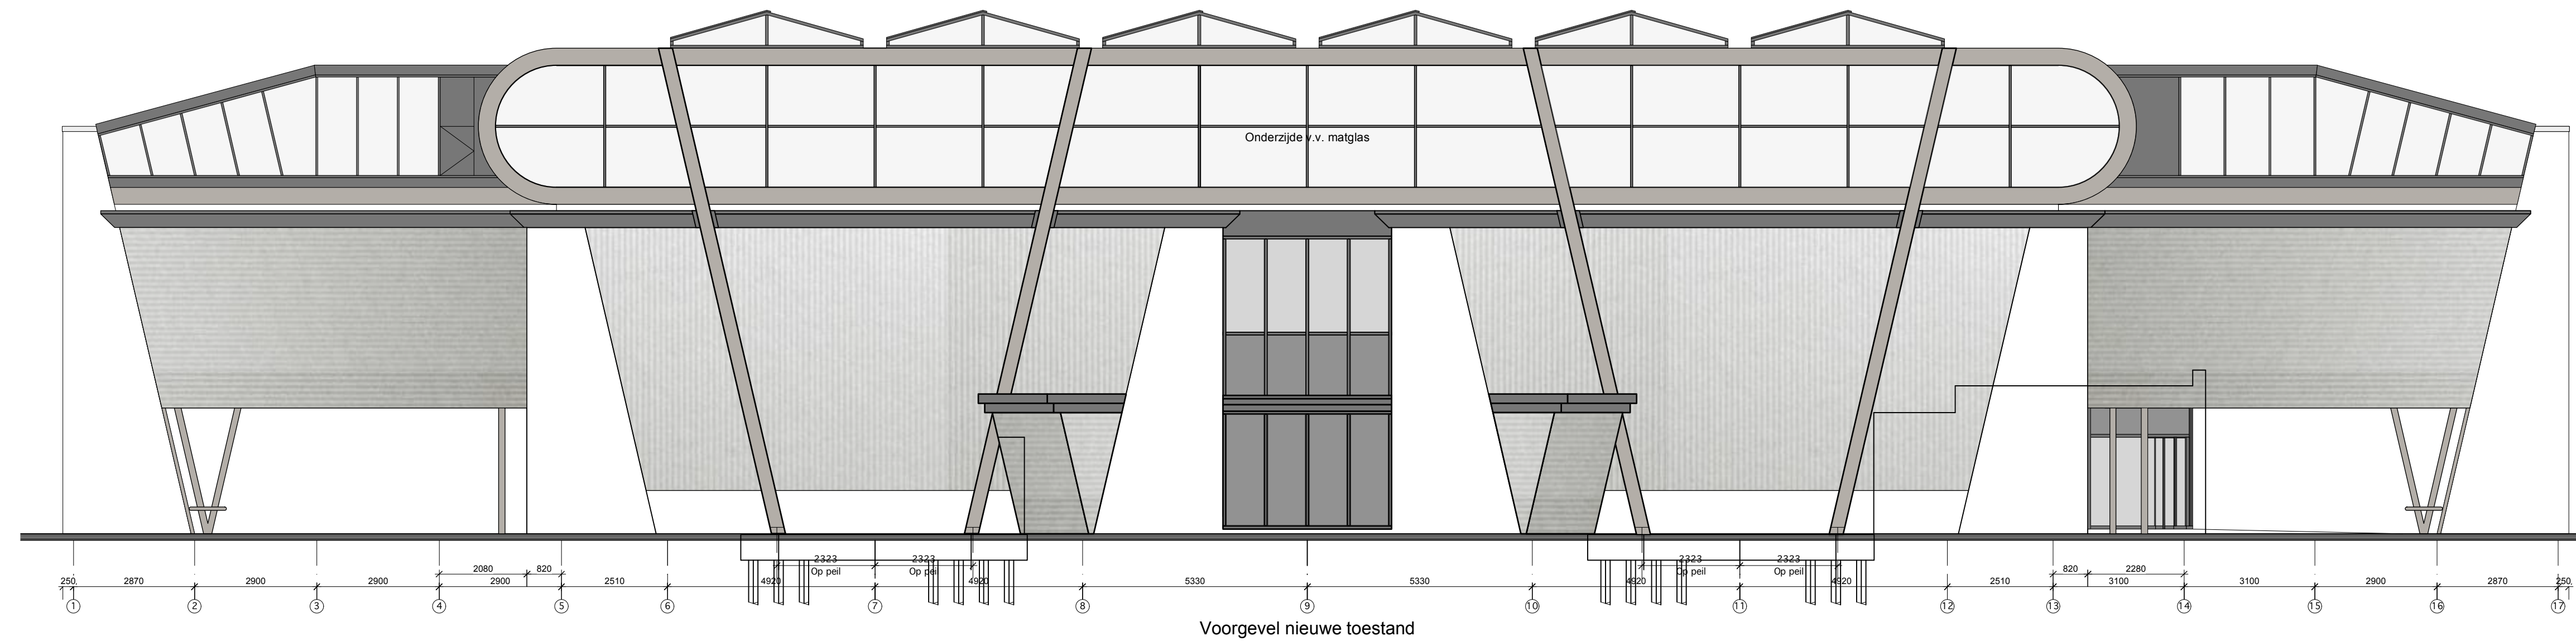 Onderzijde v.v. matglas
2323 2323 2323 2323
2080 820 Op peil Op peil Op peil Op peil 820 2280
250, 2870 2900 2900 2900 2510 4920 4920 5330 5330 4920 4920 2510 3100 3100 2900 2870 250,
1 2 3 4 5 6 7 8 9 10 11 12 13 14 15 16 17
Voorgevel nieuwe toestand